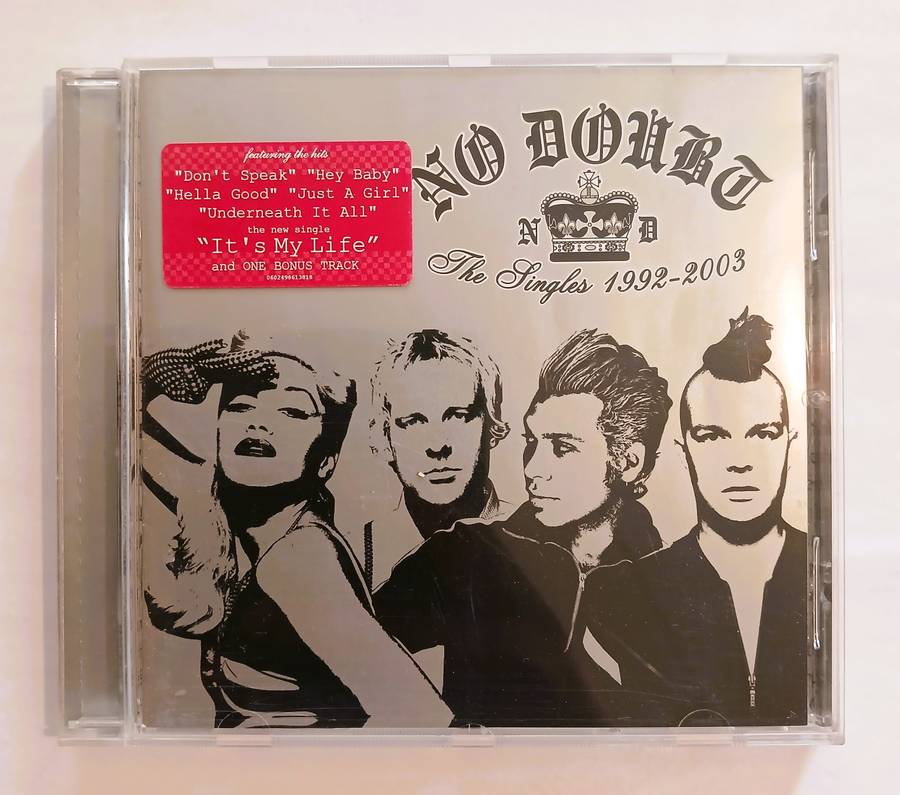 featuring the hits
"Don't Speak" "Hey Baby"
"Hella Good" "Just A Girl"
"Underneath It All"
the new single
"It's My Life"
and ONE BONUS TRACK
0602498613818
NO DOUBT
N D
The Singles 1992-2003